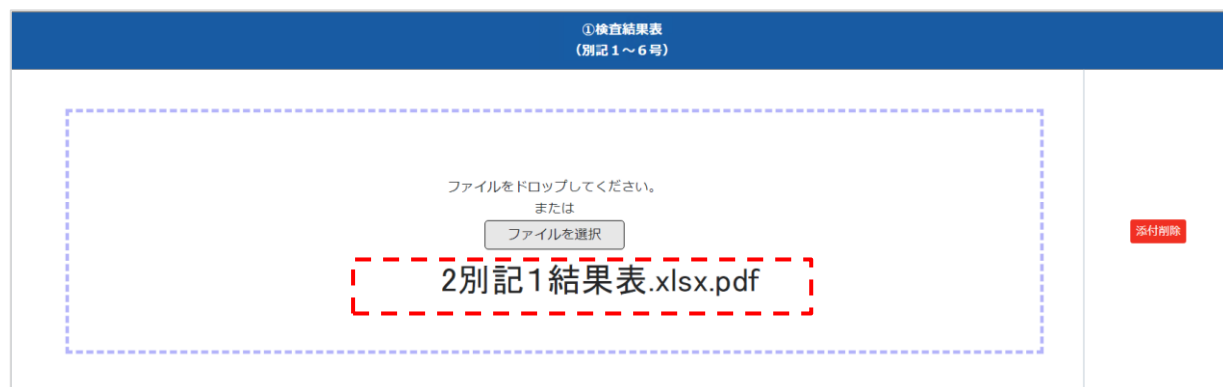 ①検査結果表
(別記1～6号)
ファイルをドロップしてください。
または
ファイルを選択
添付削除
2別記1結果表.xlsx.pdf